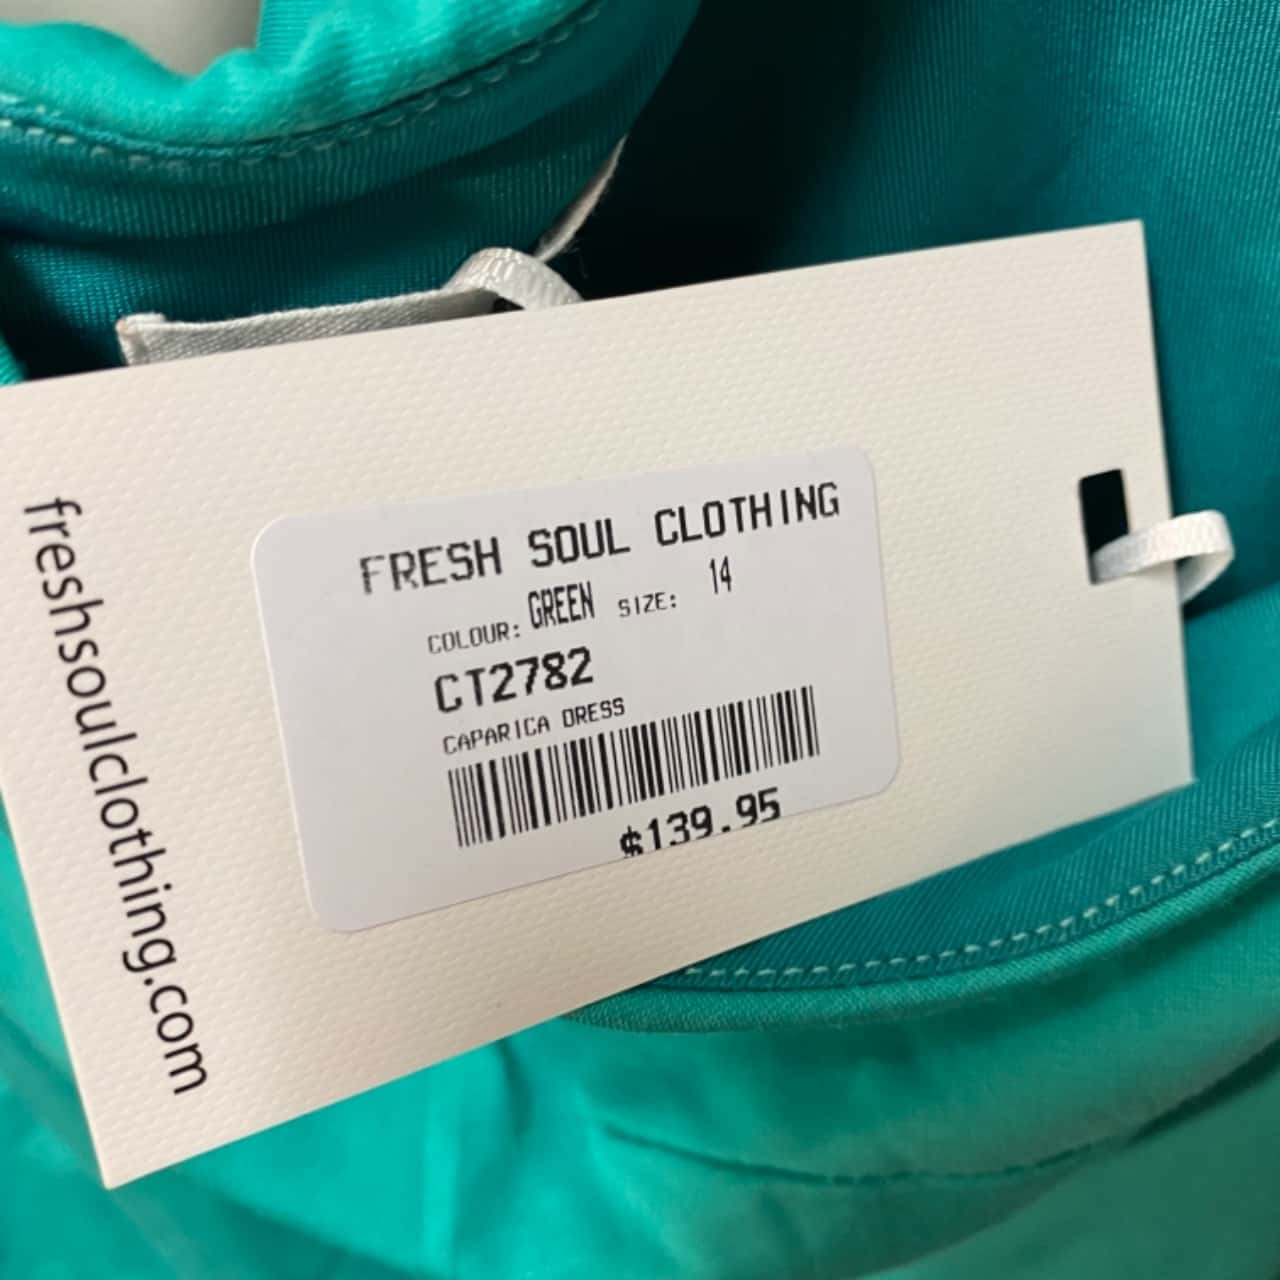 FRESH SOUL CLOTHING
COLOUR: GREEN SIZE: 14
CT2782
CAPARICA DRESS
$139.95
freshsoulclothing.com